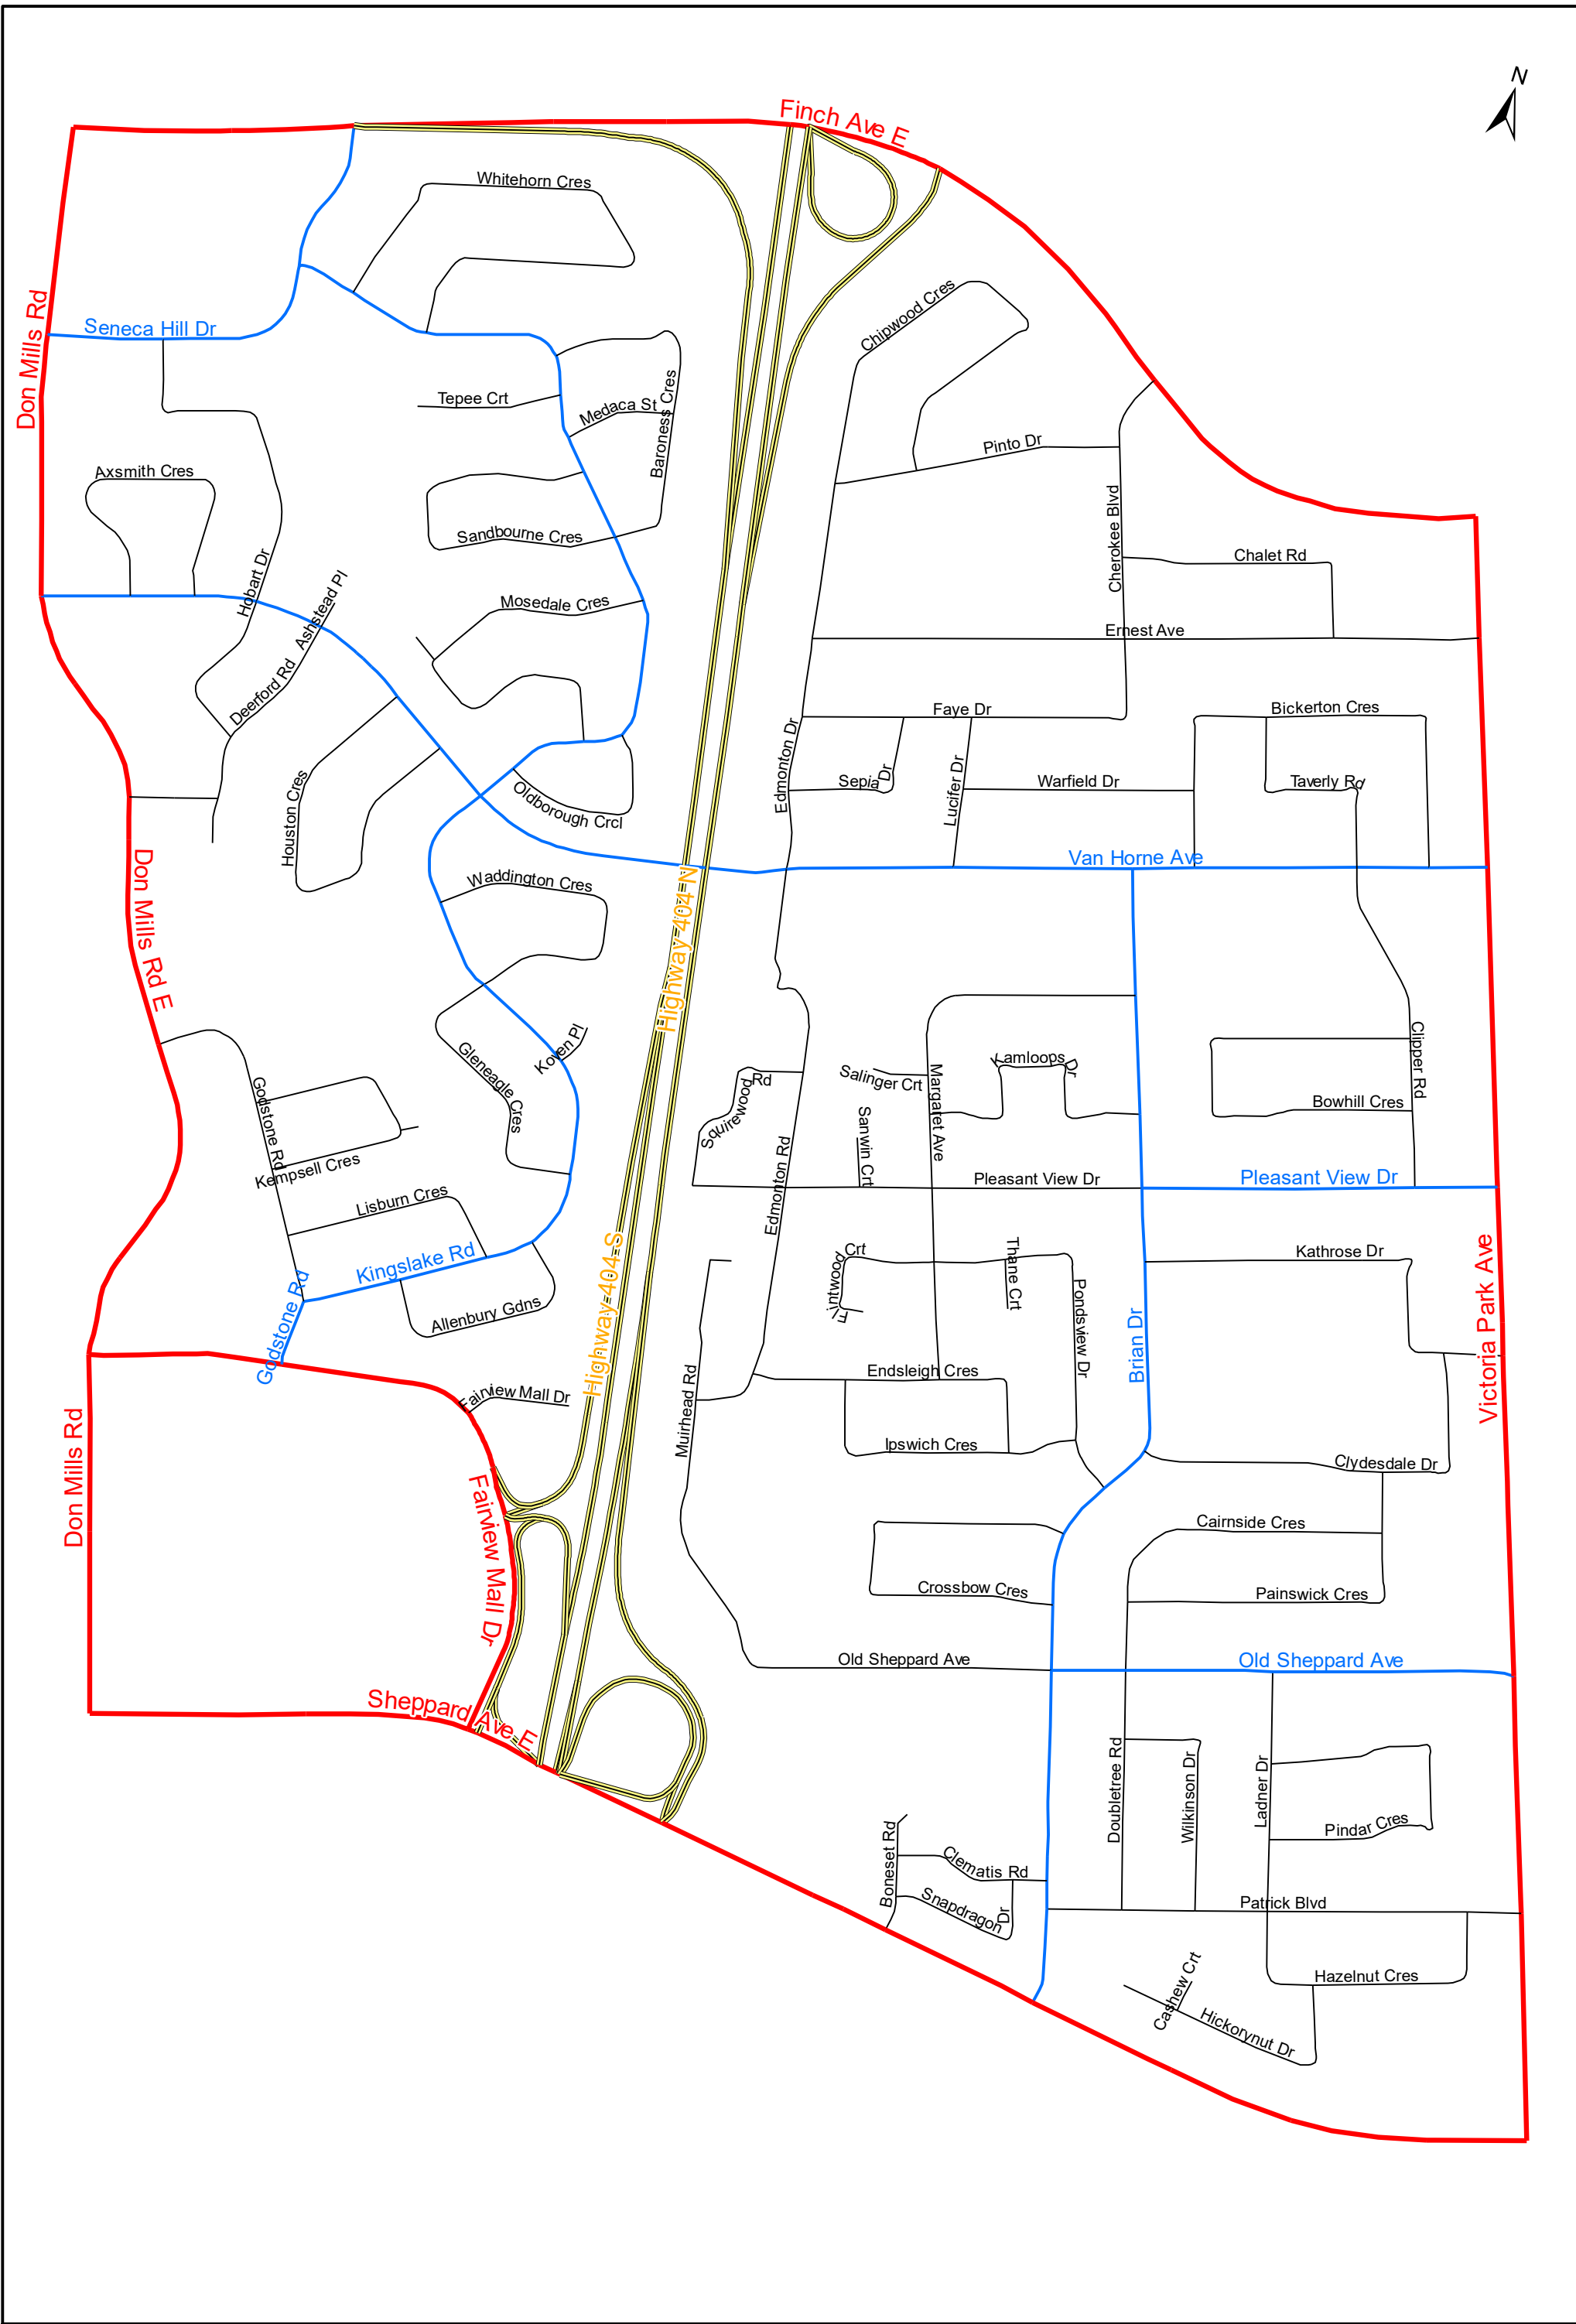 N
Finch Ave E
Whitehorn Cres
Don Mills Rd
Seneca Hill Dr
Chipwood Cres
Tepee Crt
Medaca St
Baroness Cres
Pinto Dr
Axsmith Cres
Sandbourne Cres
Cherokee Blvd
Chalet Rd
Hobart Dr
Ashstead Pl
Mosedale Cres
Ernest Ave
Deerford Rd
Faye Dr
Bickerton Cres
Edmonton Dr
Sepia Dr
Lucifer Dr
Warfield Dr
Taverly Rd
Houston Cres
Oldborough Crcl
Van Horne Ave
Don Mills Rd E
Waddington Cres
Highway 404 N
Gleneagle Cres
Koven Pl
Clipper Rd
Godstone Rd
Squirewood Rd
Salinger Crt
Margaret Ave
Kamloops Dr
Bowhill Cres
Sanwin Crt
Kempsell Cres
Edmonton Rd
Pleasant View Dr
Pleasant View Dr
Lisburn Cres
Kingslake Rd
Godstone Rd
Allenbury Gdns
Highway 404 S
Flintwood Crt
Thane Crt
Pondsview Dr
Kathrose Dr
Brian Dr
Victoria Park Ave
Fairview Mall Dr
Muirhead Rd
Endsleigh Cres
Ipswich Cres
Clydesdale Dr
Don Mills Rd
Fairview Mall Dr
Cairnside Cres
Crossbow Cres
Painswick Cres
Old Sheppard Ave
Old Sheppard Ave
Sheppard Ave E
Doubletree Rd
Wilkinson Dr
Ladner Dr
Pindar Cres
Boneset Rd
Clematis Rd
Snapdragon Dr
Patrick Blvd
Cashew Crt
Hazelnut Cres
Hickorynut Dr